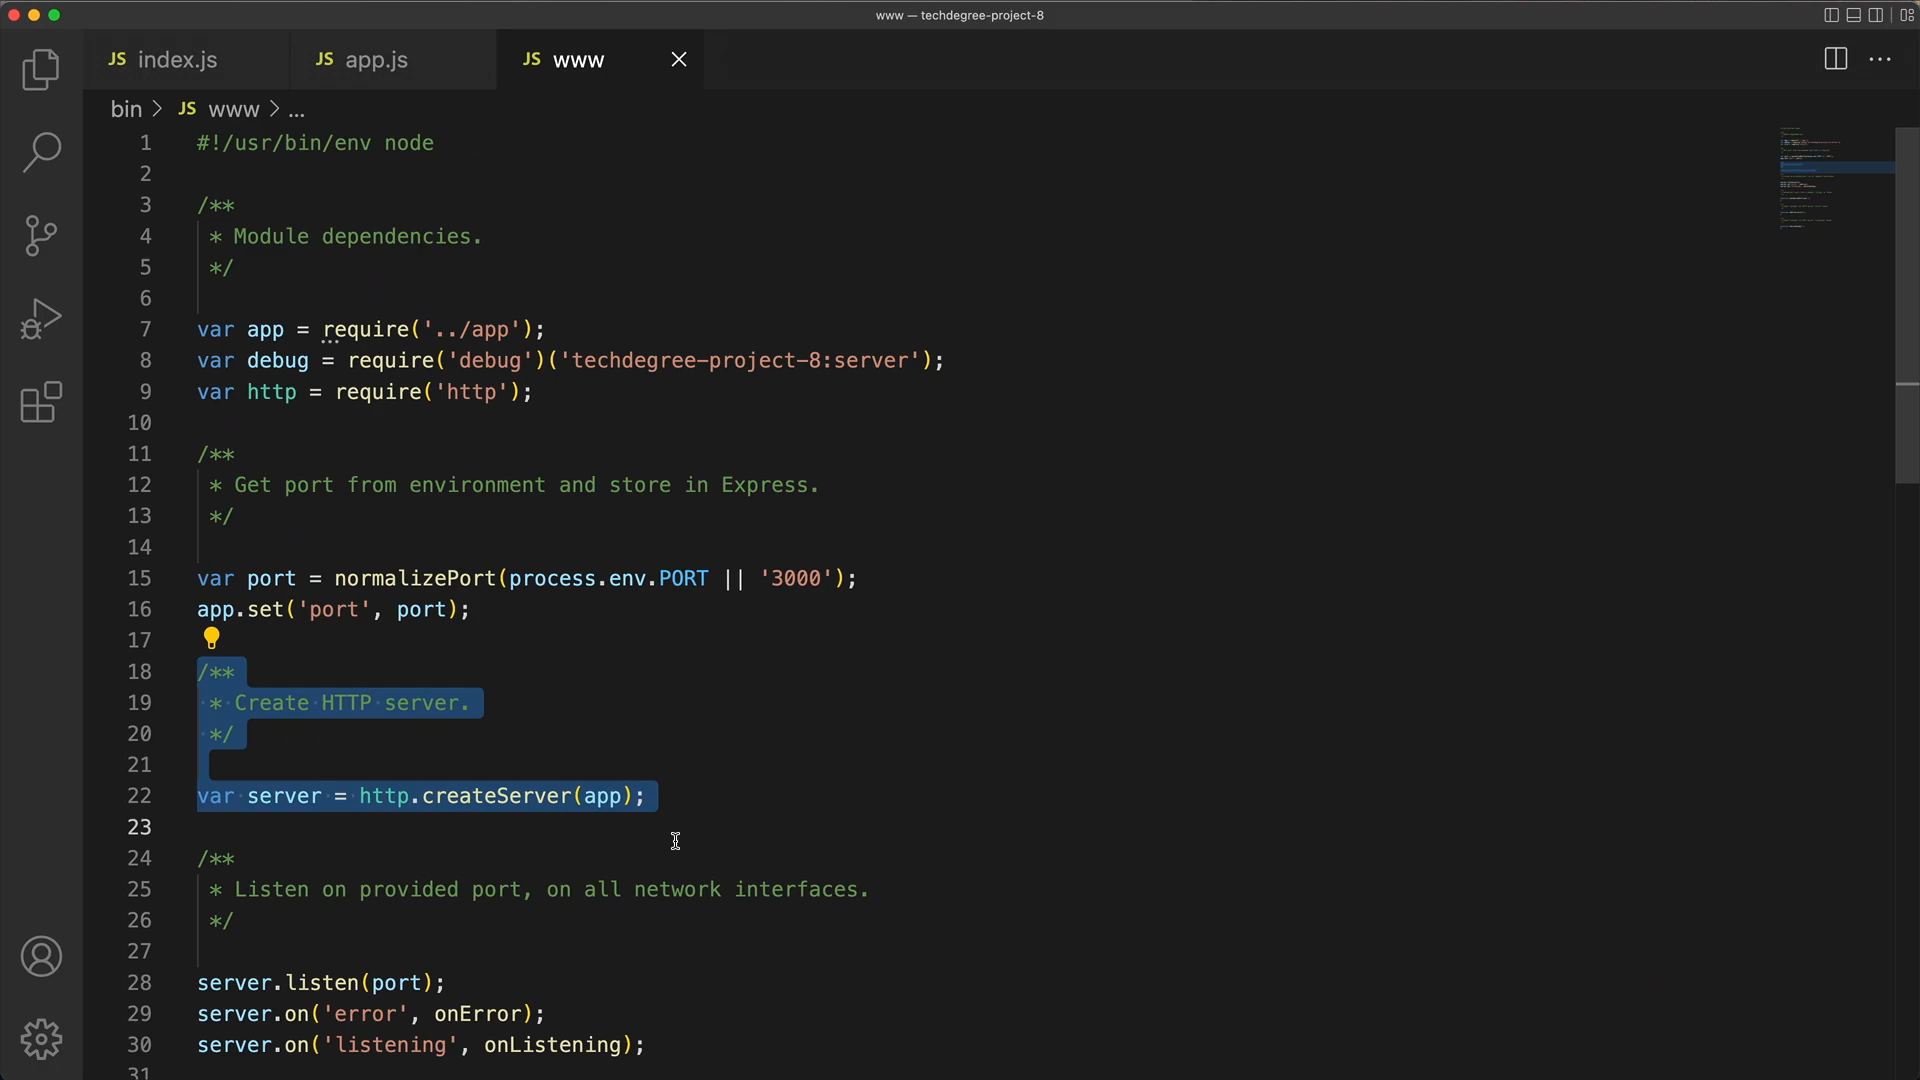 www — techdegree-project-8
JS index.js
JS app.js
JS www
bin > JS www > ...
1 #!/usr/bin/env node
2
3 /**
4 * Module dependencies.
5 */
6
7 var app = require('../app');
8 var debug = require('debug')('techdegree-project-8:server');
9 var http = require('http');
10
11 /**
12 * Get port from environment and store in Express.
13 */
14
15 var port = normalizePort(process.env.PORT || '3000');
16 app.set('port', port);
17
18 /**
19 * Create HTTP server.
20 */
21
22 var server = http.createServer(app);
23
24 /**
25 * Listen on provided port, on all network interfaces.
26 */
27
28 server.listen(port);
29 server.on('error', onError);
30 server.on('listening', onListening);
31